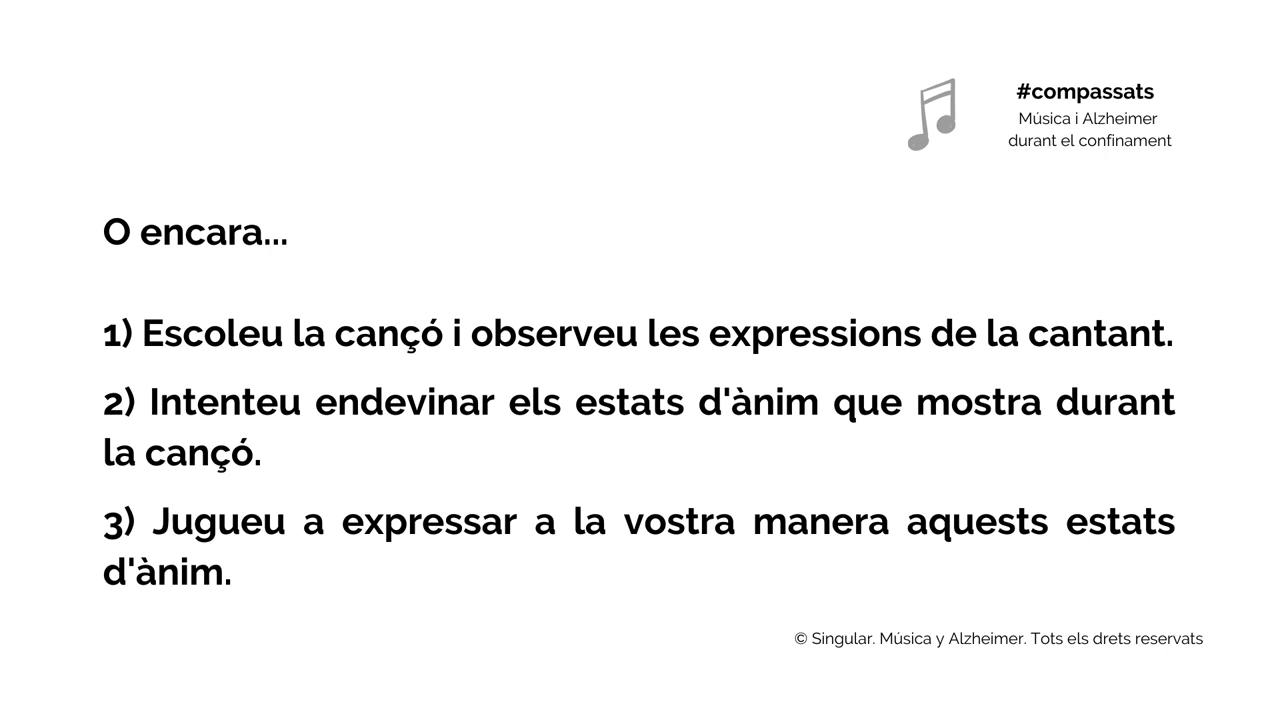 #compassats
Música i Alzheimer
durant el confinament
O encara...
1) Escoleu la cançó i observeu les expressions de la cantant.
2) Intenteu endevinar els estats d'ànim que mostra durant
la cançó.
3) Jugueu a expressar a la vostra manera aquests estats
d'ànim.
© Singular. Música y Alzheimer. Tots els drets reservats